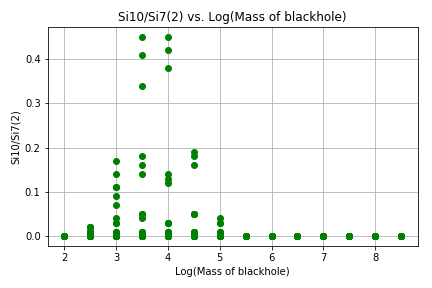 Si10/Si7(2) vs. Log(Mass of blackhole)
Si10/Si7(2)
0.4
0.3
0.2
0.1
0.0
2 3 4 5 6 7 8
Log(Mass of blackhole)